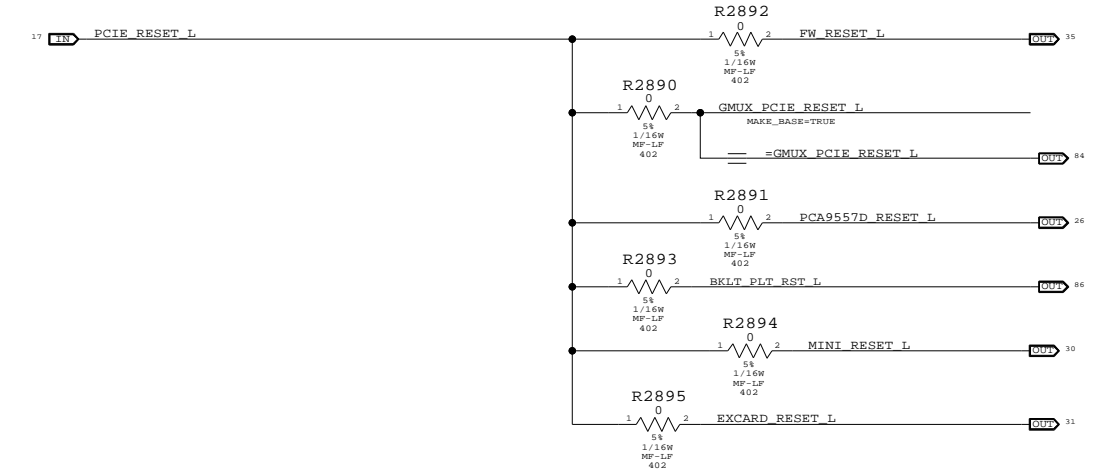 R2892
17 IN PCIE_RESET_L
0
1 2 FW_RESET_L OUT 35
5%
1/16W
MF-LF
402
R2890
0
1 2 GMUX_PCIE_RESET_L
MAKE_BASE=TRUE
5%
1/16W
MF-LF
402
=GMUX_PCIE_RESET_L OUT 84
R2891
0
1 2 PCA9557D_RESET_L OUT 26
5%
1/16W
MF-LF
402
R2893
0
1 2 BKLT_PLT_RST_L OUT 86
5%
1/16W
MF-LF
402
R2894
0
1 2 MINI_RESET_L OUT 30
5%
1/16W
MF-LF
402
R2895
0
1 2 EXCARD_RESET_L OUT 31
5%
1/16W
MF-LF
402